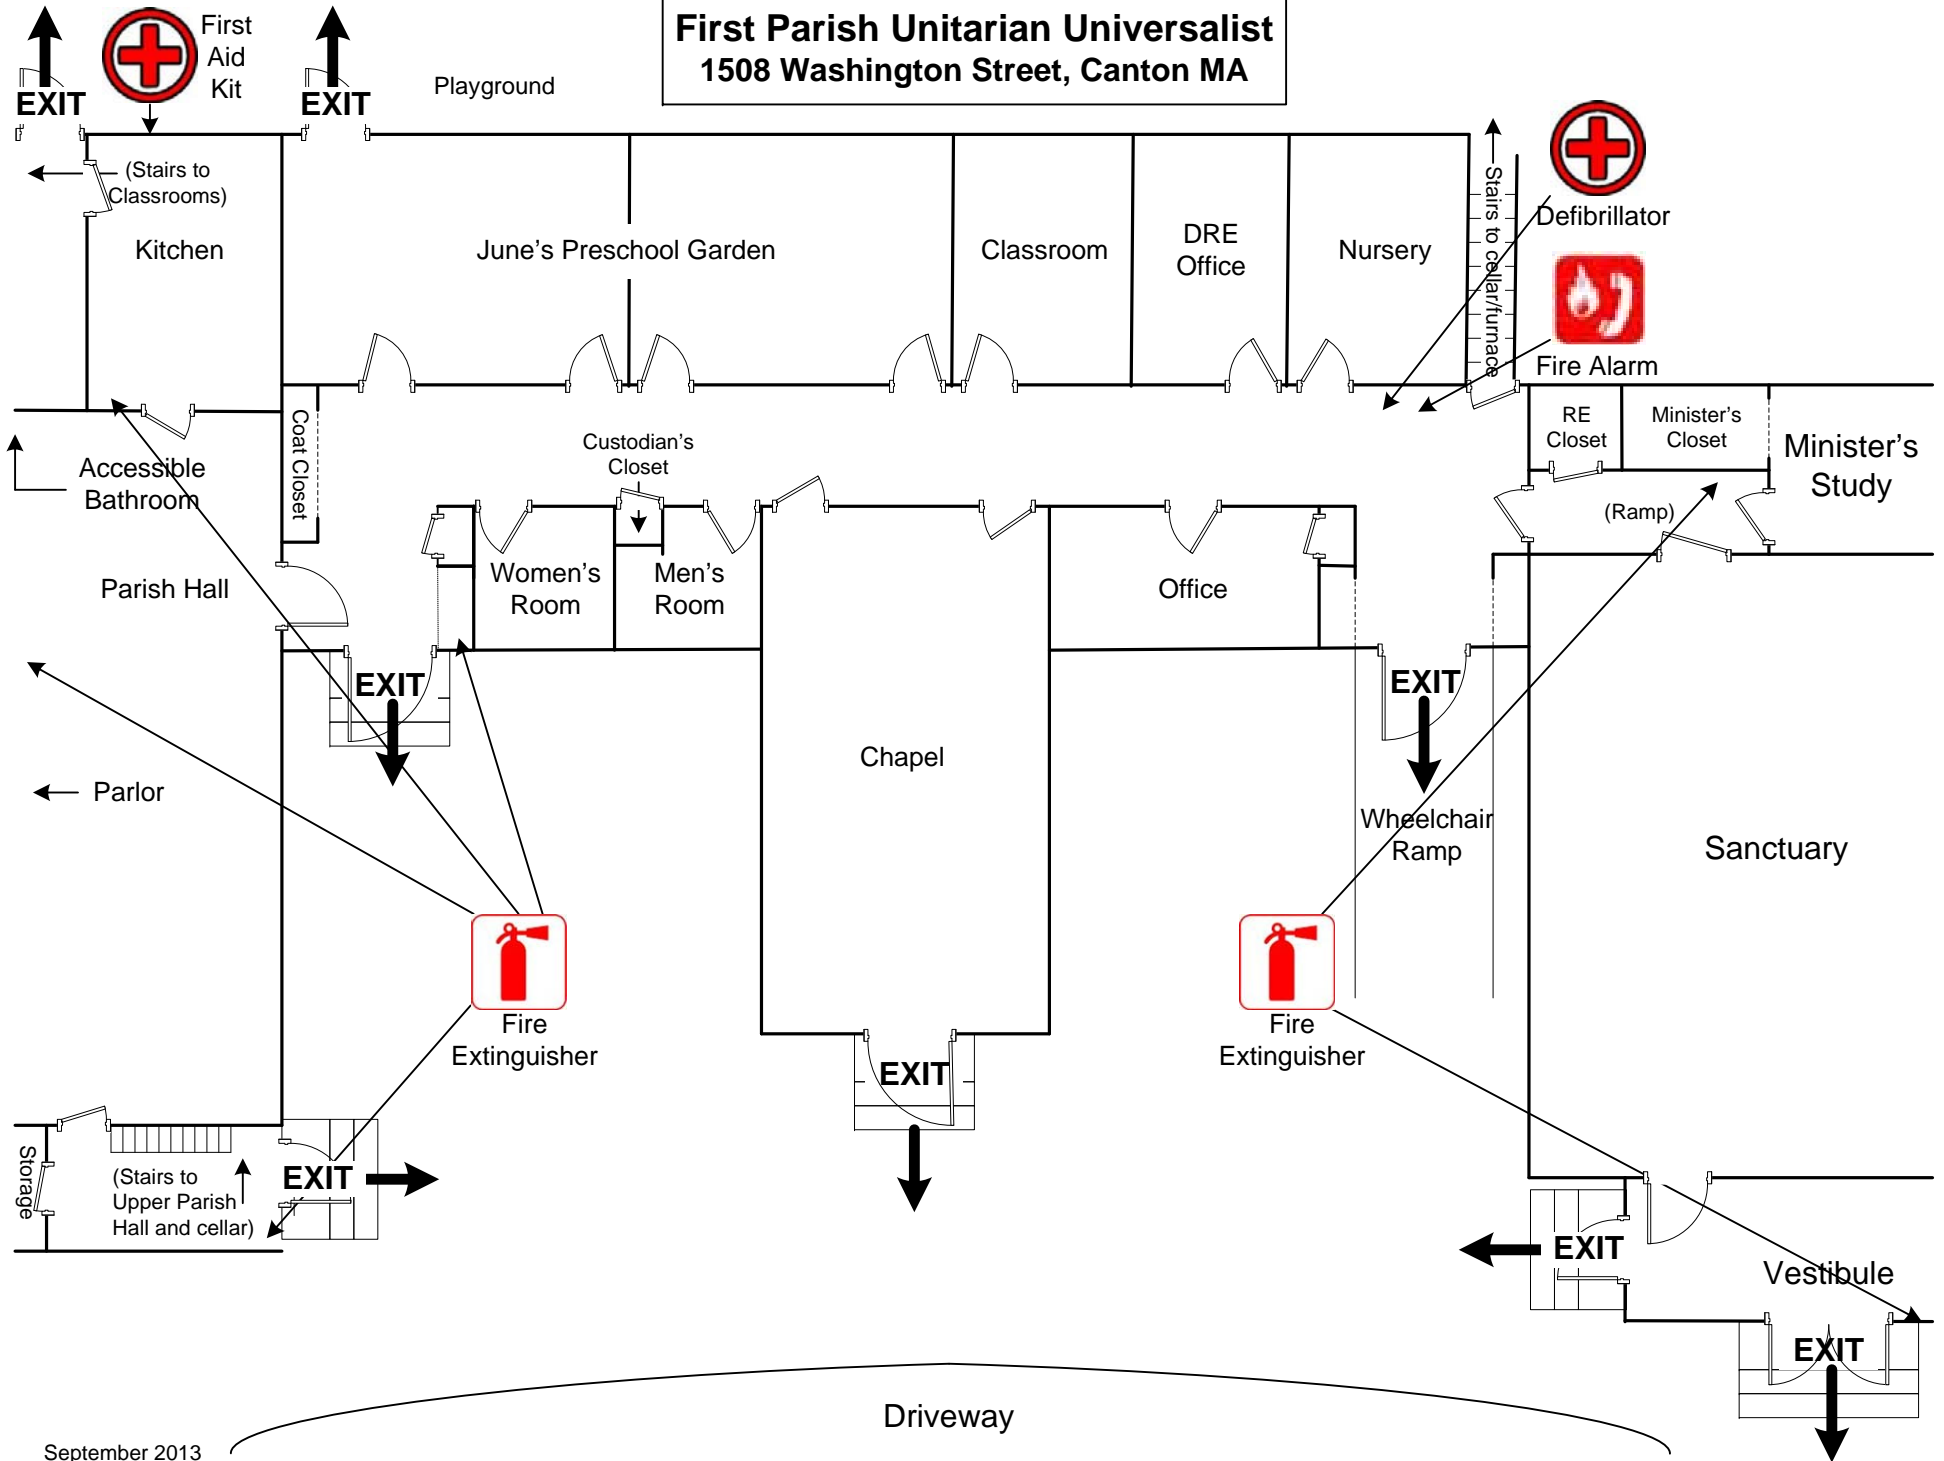 First Parish Unitarian Universalist
1508 Washington Street, Canton MA
First
Aid
Kit
EXIT
EXIT
Playground
(Stairs to
Classrooms)
Kitchen
June's Preschool Garden
Classroom
DRE
Office
Nursery
Stairs to cellar/furnace
Defibrillator
Fire Alarm
Coat Closet
Custodian's
Closet
RE
Closet
Minister's
Closet
Minister's
Study
Accessible
Bathroom
(Ramp)
Parish Hall
Women's
Room
Men's
Room
Office
EXIT
EXIT
Parlor
Chapel
Wheelchair
Ramp
Sanctuary
Fire
Extinguisher
Fire
Extinguisher
EXIT
Storage
(Stairs to
Upper Parish
Hall and cellar)
EXIT
EXIT
Vestibule
EXIT
Driveway
September 2013